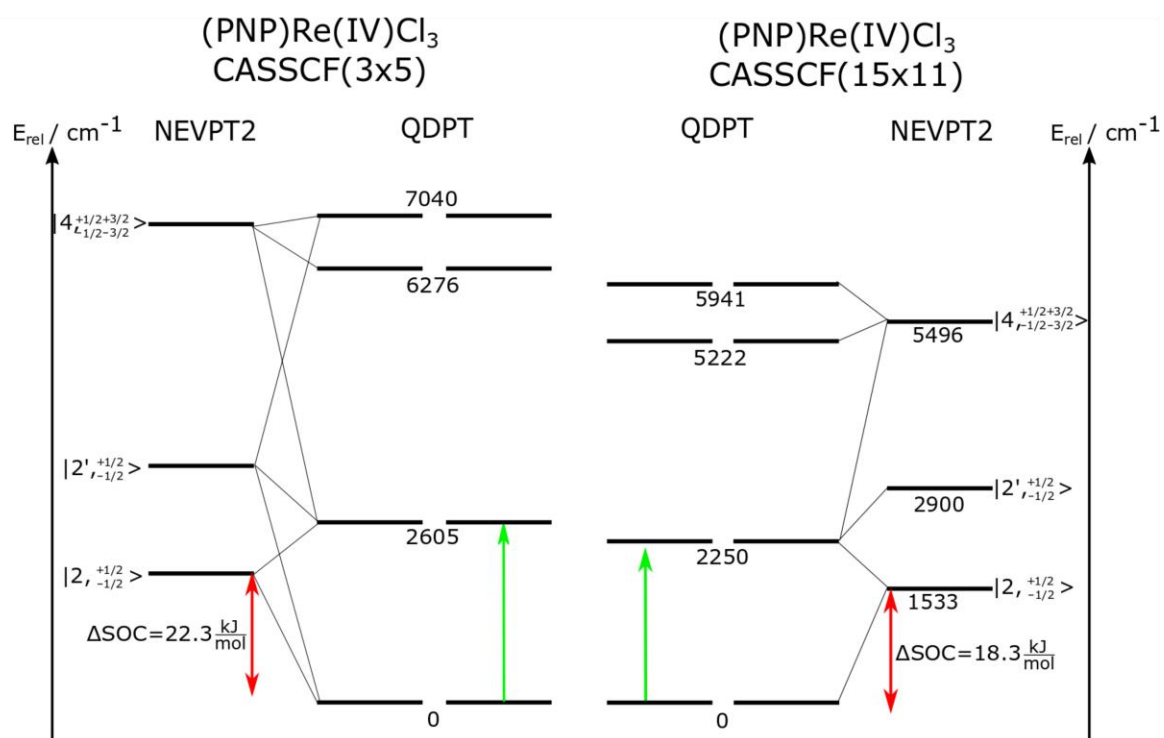 (PNP)Re(IV)Cl₃
CASSCF(3x5)
(PNP)Re(IV)Cl₃
CASSCF(15x11)
E_rel / cm⁻¹
NEVPT2
QDPT
QDPT
NEVPT2
E_rel / cm⁻¹
7040
|4,+1/2+3/2 1/2-3/2>
6276
5941
|4,+1/2+3/2 -1/2-3/2>
5496
5222
|2',+1/2 -1/2>
|2',+1/2 -1/2>
2900
2605
2250
|2,+1/2 -1/2>
|2,+1/2 -1/2>
1533
ΔSOC=22.3 kJ/mol
ΔSOC=18.3 kJ/mol
0
0